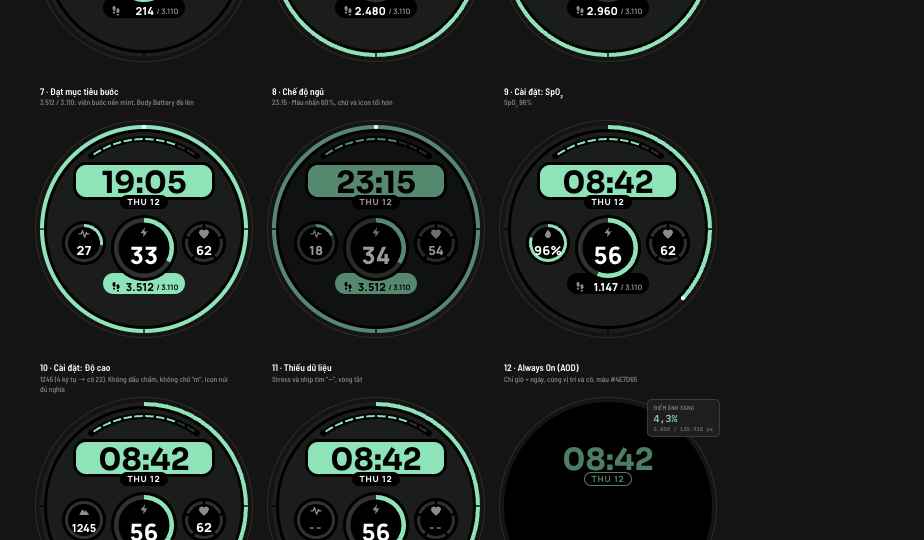 214 / 3.110
2.480 / 3.110
2.960 / 3.110
7 · Đạt mục tiêu bước
3.512 / 3.110: viên bước nền mint, Body Battery đã lên
8 · Chế độ ngủ
23:15 · Màu nhấn 60%, chữ và icon tối hơn
9 · Cài đặt: SpO₂
SpO₂ 96%
19:05
THU 12
27
33
62
3.512 / 3.110
23:15
THU 12
18
34
54
3.512 / 3.110
08:42
THU 12
96%
56
62
1.147 / 3.110
10 · Cài đặt: Độ cao
1245 (4 ký tự → cỡ 22). Không dấu chấm, không chữ "m", icon núi
đủ nghĩa
11 · Thiếu dữ liệu
Stress và nhịp tim "--", vòng tắt
12 · Always On (AOD)
Chỉ giờ + ngày, cùng vị trí và cỡ, màu #4E7D65
08:42
THU 12
1245
56
62
08:42
THU 12
--
56
--
ĐIỂM ẢNH SÁNG
4,3%
08:42
THU 12